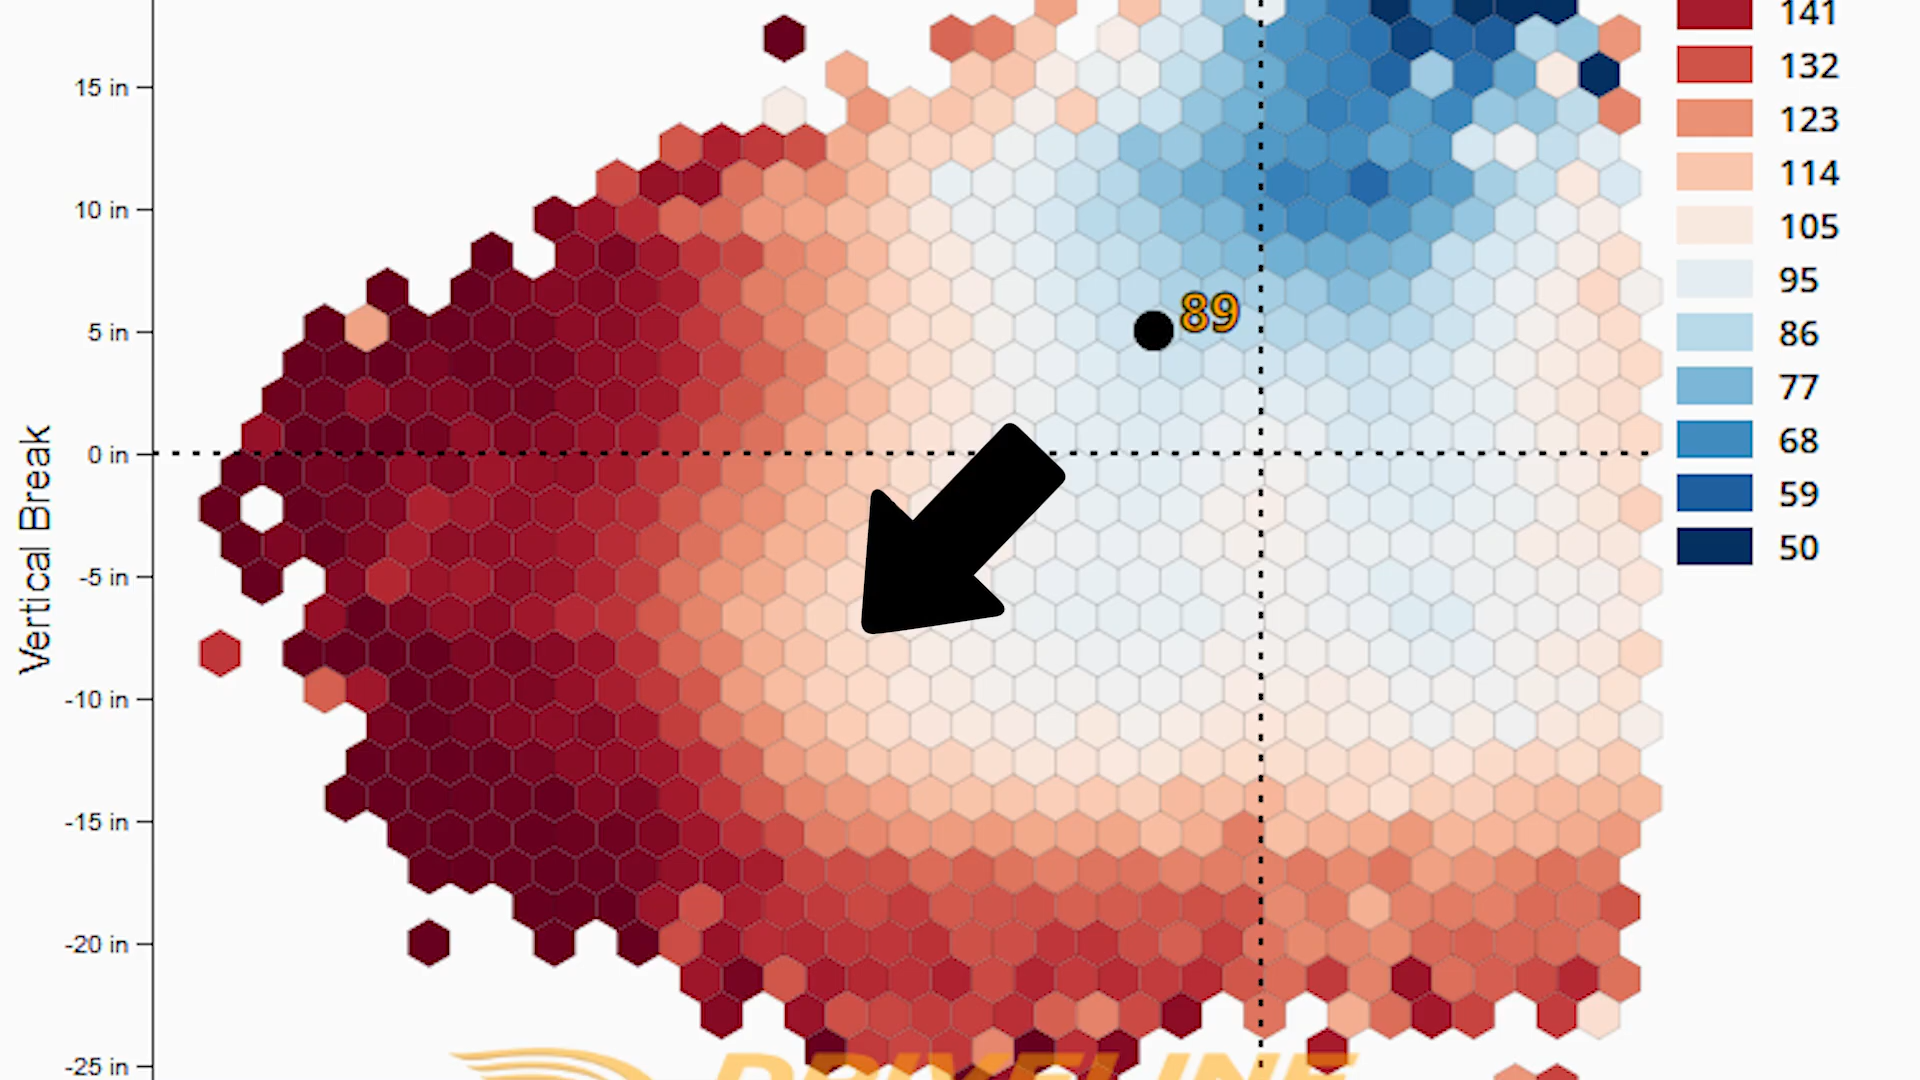 141
132
123
114
105
95
86
77
68
59
50
15 in
10 in
5 in
0 in
-5 in
-10 in
-15 in
-20 in
-25 in
Vertical Break
89
DRIVELINE